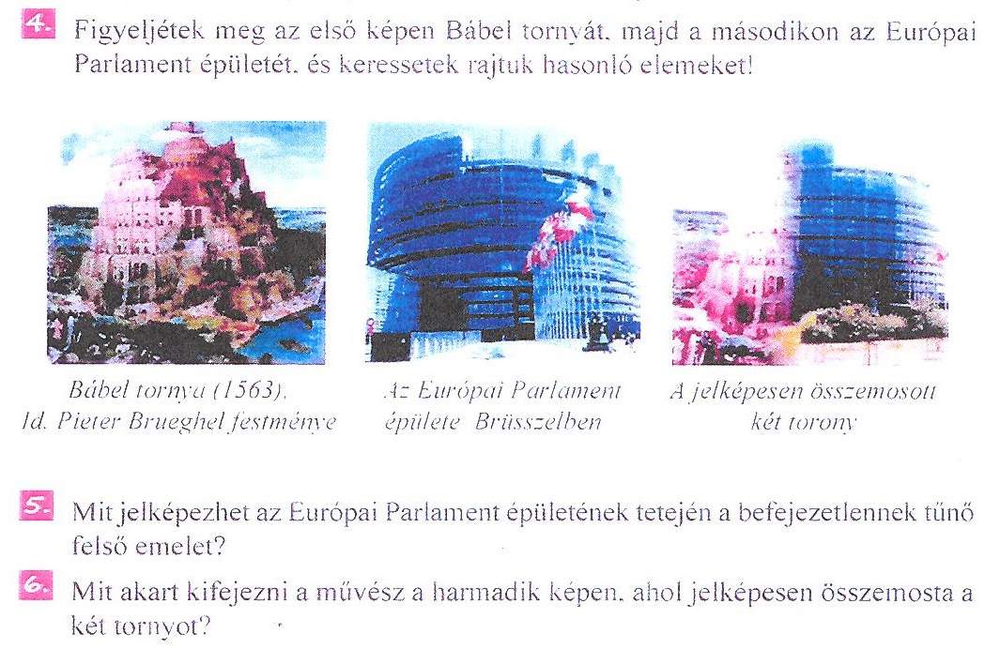 4. Figyeljétek meg az első képen Bábel tornyát, majd a másodikon az Európai
Parlament épületét, és keressetek rajtuk hasonló elemeket!
Bábel tornya (1563),
Id. Pieter Brueghel festménye
Az Európai Parlament
épülete Brüsszelben
A jelképesen összemosott
két torony
5. Mit jelképezhet az Európai Parlament épületének tetején a befejezetlennek tűnő
felső emelet?
6. Mit akart kifejezni a művész a harmadik képen, ahol jelképesen összemosta a
két tornyot?